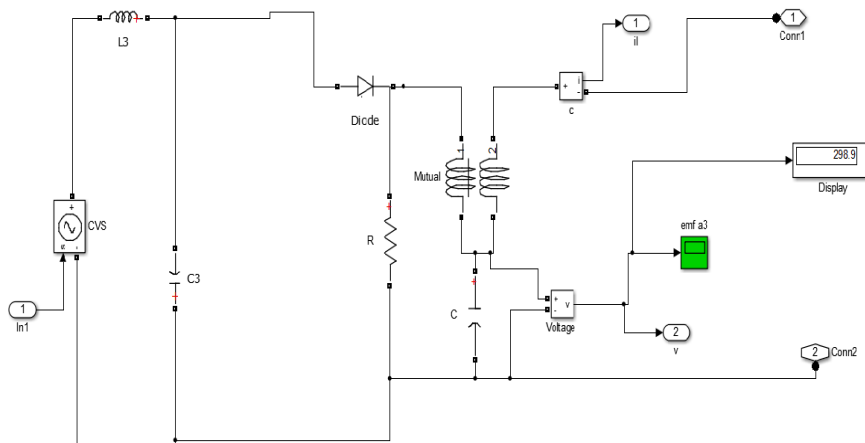 1
Conn1
1
il
L3
+
i
-
c
Diode
298.9
Display
1
2
Mutual
+
CVS
-
emf a3
R
C3
1
In1
C
+
-
v
Voltage
2
v
2
Conn2